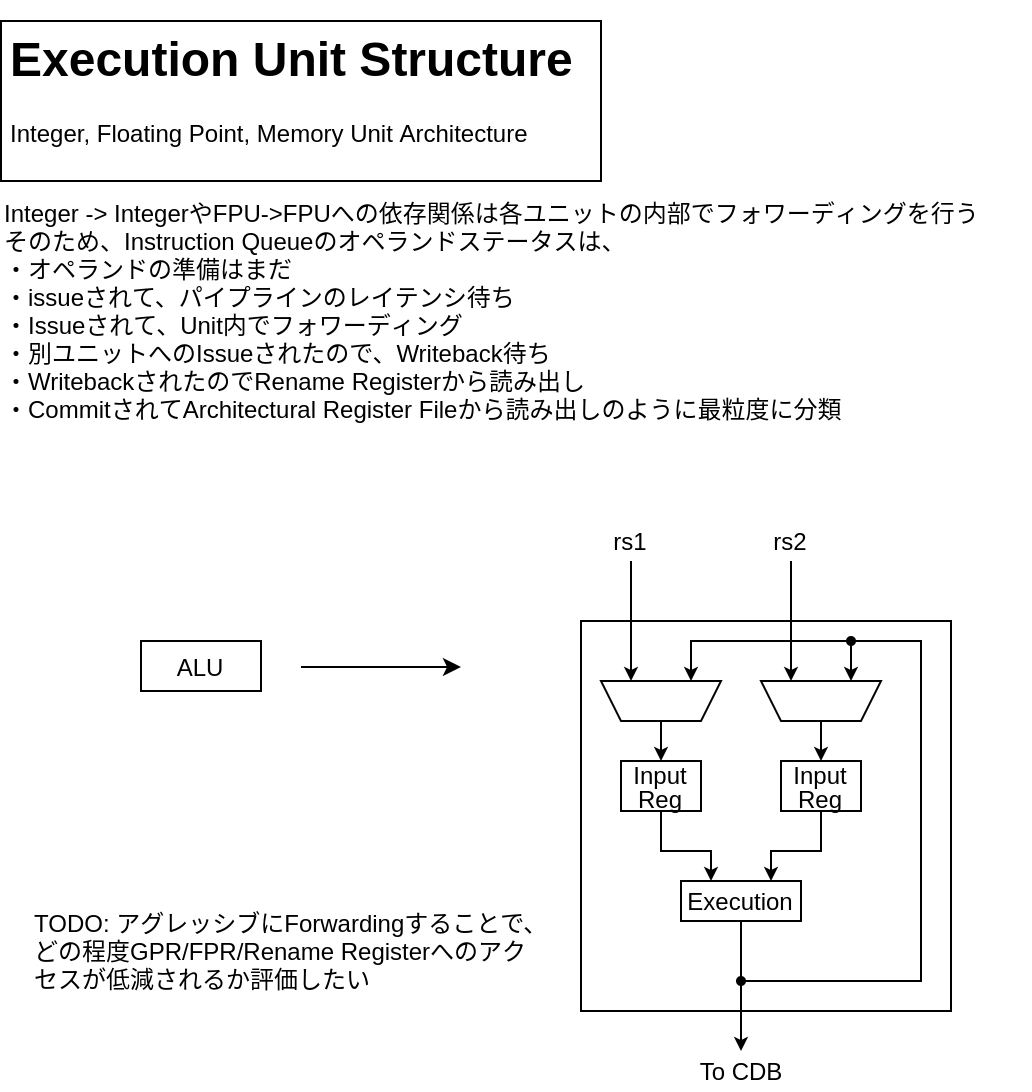 Execution Unit Structure
Integer, Floating Point, Memory Unit Architecture
Integer -> IntegerやFPU->FPUへの依存関係は各ユニットの内部でフォワーディングを行う
そのため、Instruction Queueのオペランドステータスは、
・オペランドの準備はまだ
・issueされて、パイプラインのレイテンシ待ち
・Issueされて、Unit内でフォワーディング
・別ユニットへのIssueされたので、Writeback待ち
・WritebackされたのでRename Registerから読み出し
・CommitされてArchitectural Register Fileから読み出しのように最粒度に分類
rs1
rs2
ALU
Input
Reg
Input
Reg
Execution
TODO: アグレッシブにForwardingすることで、
どの程度GPR/FPR/Rename Registerへのアク
セスが低減されるか評価したい
To CDB